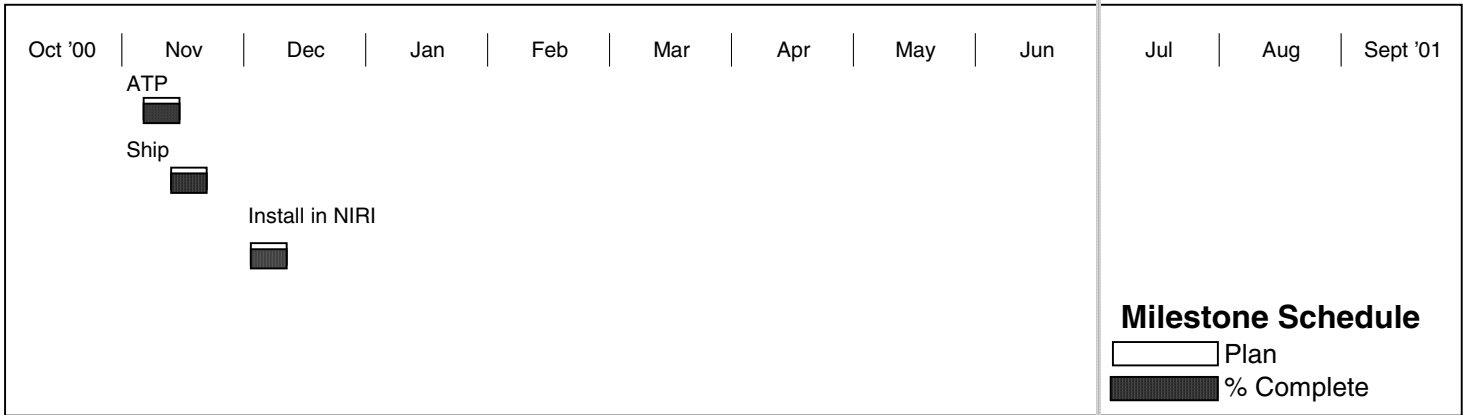 Oct ’00 Nov Dec Jan Feb Mar Apr May Jun Jul Aug Sept ’01
ATP
Ship
Install in NIRI
Milestone Schedule
Plan
% Complete